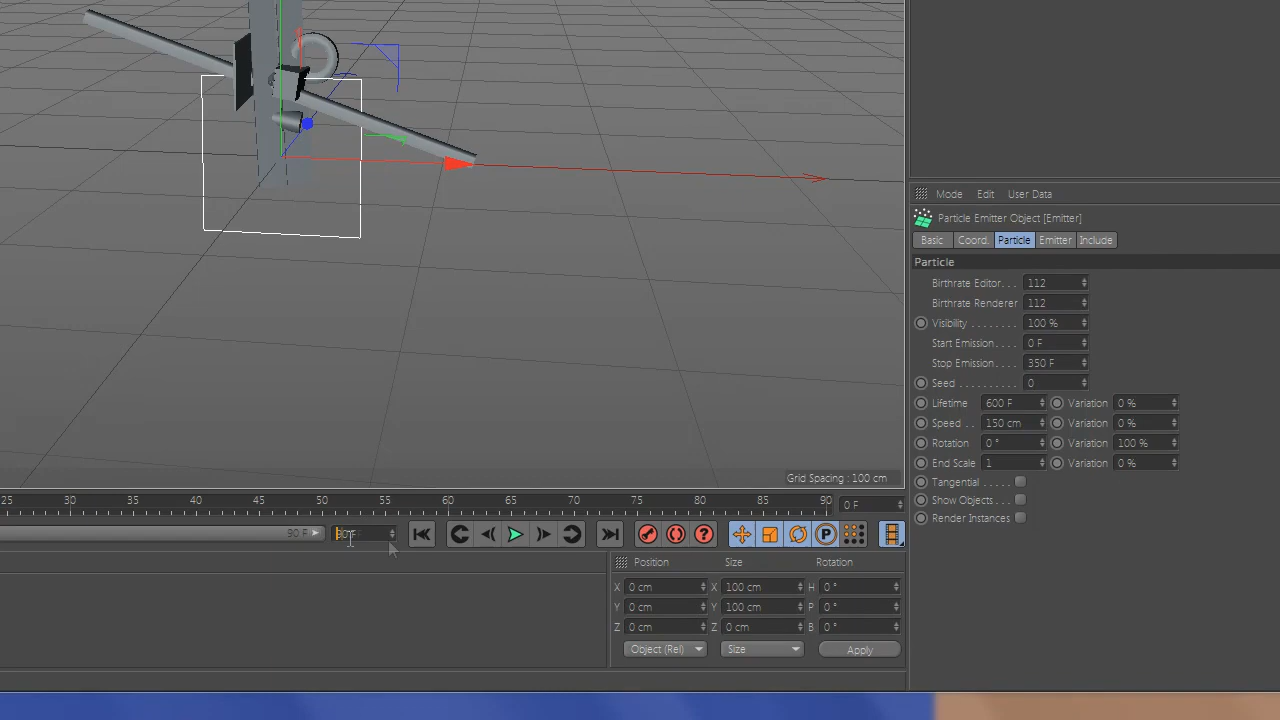 Mode Edit User Data
Particle Emitter Object [Emitter]
Basic Coord. Particle Emitter Include
Particle
Birthrate Editor. . . 112
Birthrate Renderer 112
Visibility . . . . . . . . 100 %
Start Emission. . . . 0 F
Stop Emission. . . . 350 F
Seed . . . . . . . . . . 0
Lifetime 600 F Variation 0 %
Speed . . 150 cm Variation 0 %
Rotation 0 ° Variation 100 %
End Scale 1 Variation 0 %
Tangential . . . . . .
Show Objects . . . .
Render Instances
Grid Spacing : 100 cm
25 30 35 40 45 50 55 60 65 70 75 80 85 90 0 F
90 F
Position Size Rotation
X 0 cm X 100 cm H 0 °
Y 0 cm Y 100 cm P 0 °
Z 0 cm Z 0 cm B 0 °
Object (Rel) Size Apply